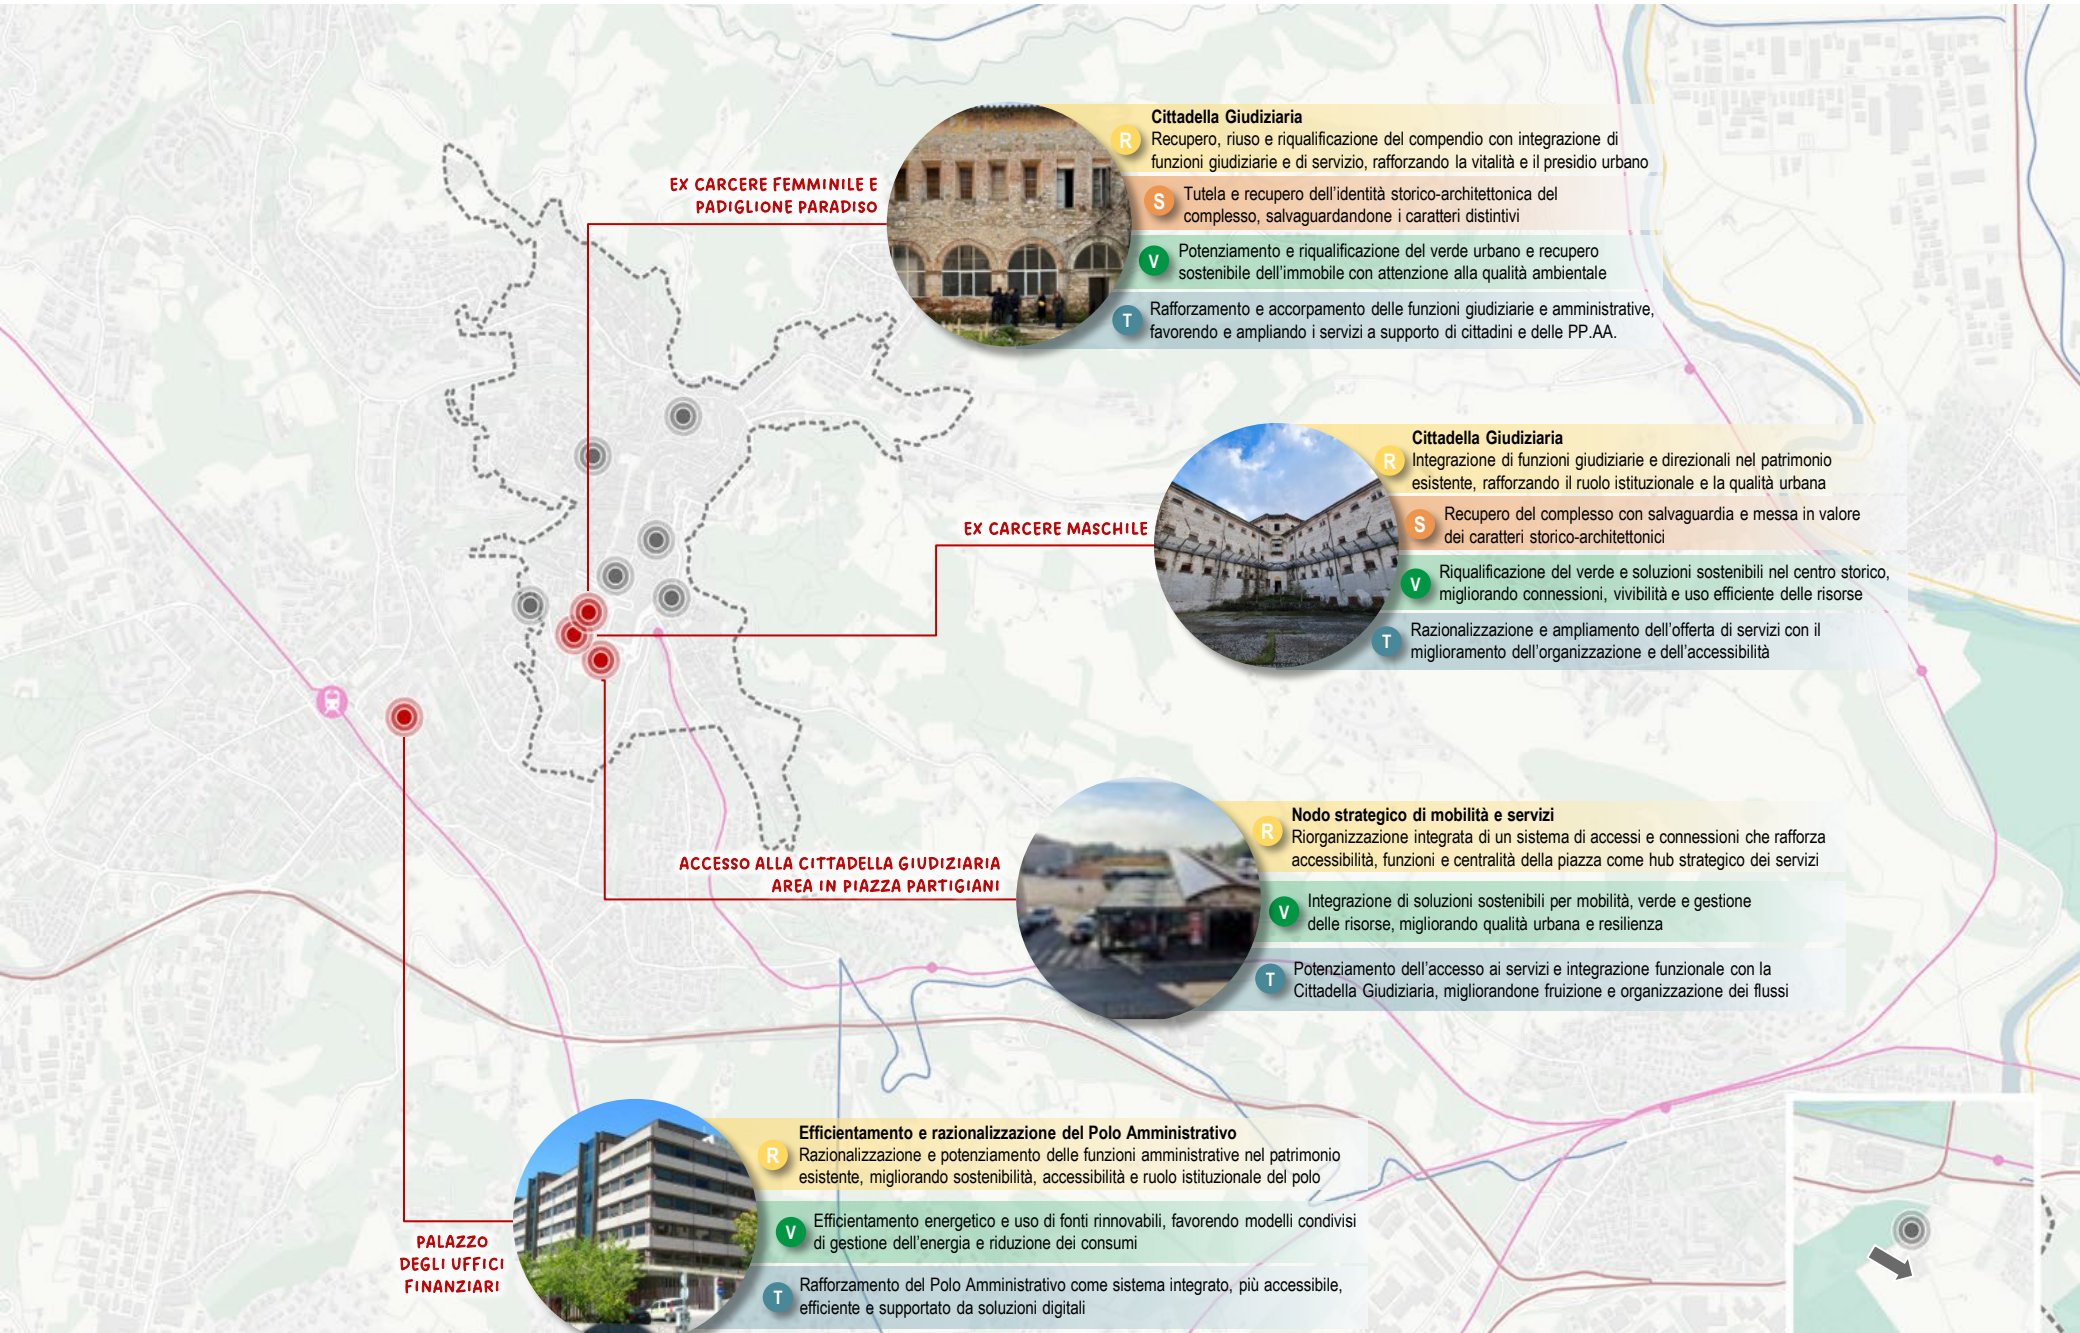 EX CARCERE FEMMINILE E
PADIGLIONE PARADISO
Cittadella Giudiziaria
R
Recupero, riuso e riqualificazione del compendio con integrazione di
funzioni giudiziarie e di servizio, rafforzando la vitalità e il presidio urbano
S
Tutela e recupero dell'identità storico-architettonica del
complesso, salvaguardandone i caratteri distintivi
V
Potenziamento e riqualificazione del verde urbano e recupero
sostenibile dell'immobile con attenzione alla qualità ambientale
T
Rafforzamento e accorpamento delle funzioni giudiziarie e amministrative,
favorendo e ampliando i servizi a supporto di cittadini e delle PP.AA.
EX CARCERE MASCHILE
Cittadella Giudiziaria
R
Integrazione di funzioni giudiziarie e direzionali nel patrimonio
esistente, rafforzando il ruolo istituzionale e la qualità urbana
S
Recupero del complesso con salvaguardia e messa in valore
dei caratteri storico-architettonici
V
Riqualificazione del verde e soluzioni sostenibili nel centro storico,
migliorando connessioni, vivibilità e uso efficiente delle risorse
T
Razionalizzazione e ampliamento dell'offerta di servizi con il
miglioramento dell'organizzazione e dell'accessibilità
ACCESSO ALLA CITTADELLA GIUDIZIARIA
AREA IN PIAZZA PARTIGIANI
Nodo strategico di mobilità e servizi
R
Riorganizzazione integrata di un sistema di accessi e connessioni che rafforza
accessibilità, funzioni e centralità della piazza come hub strategico dei servizi
V
Integrazione di soluzioni sostenibili per mobilità, verde e gestione
delle risorse, migliorando qualità urbana e resilienza
T
Potenziamento dell'accesso ai servizi e integrazione funzionale con la
Cittadella Giudiziaria, migliorandone fruizione e organizzazione dei flussi
PALAZZO
DEGLI UFFICI
FINANZIARI
Efficientamento e razionalizzazione del Polo Amministrativo
R
Razionalizzazione e potenziamento delle funzioni amministrative nel patrimonio
esistente, migliorando sostenibilità, accessibilità e ruolo istituzionale del polo
V
Efficientamento energetico e uso di fonti rinnovabili, favorendo modelli condivisi
di gestione dell'energia e riduzione dei consumi
T
Rafforzamento del Polo Amministrativo come sistema integrato, più accessibile,
efficiente e supportato da soluzioni digitali